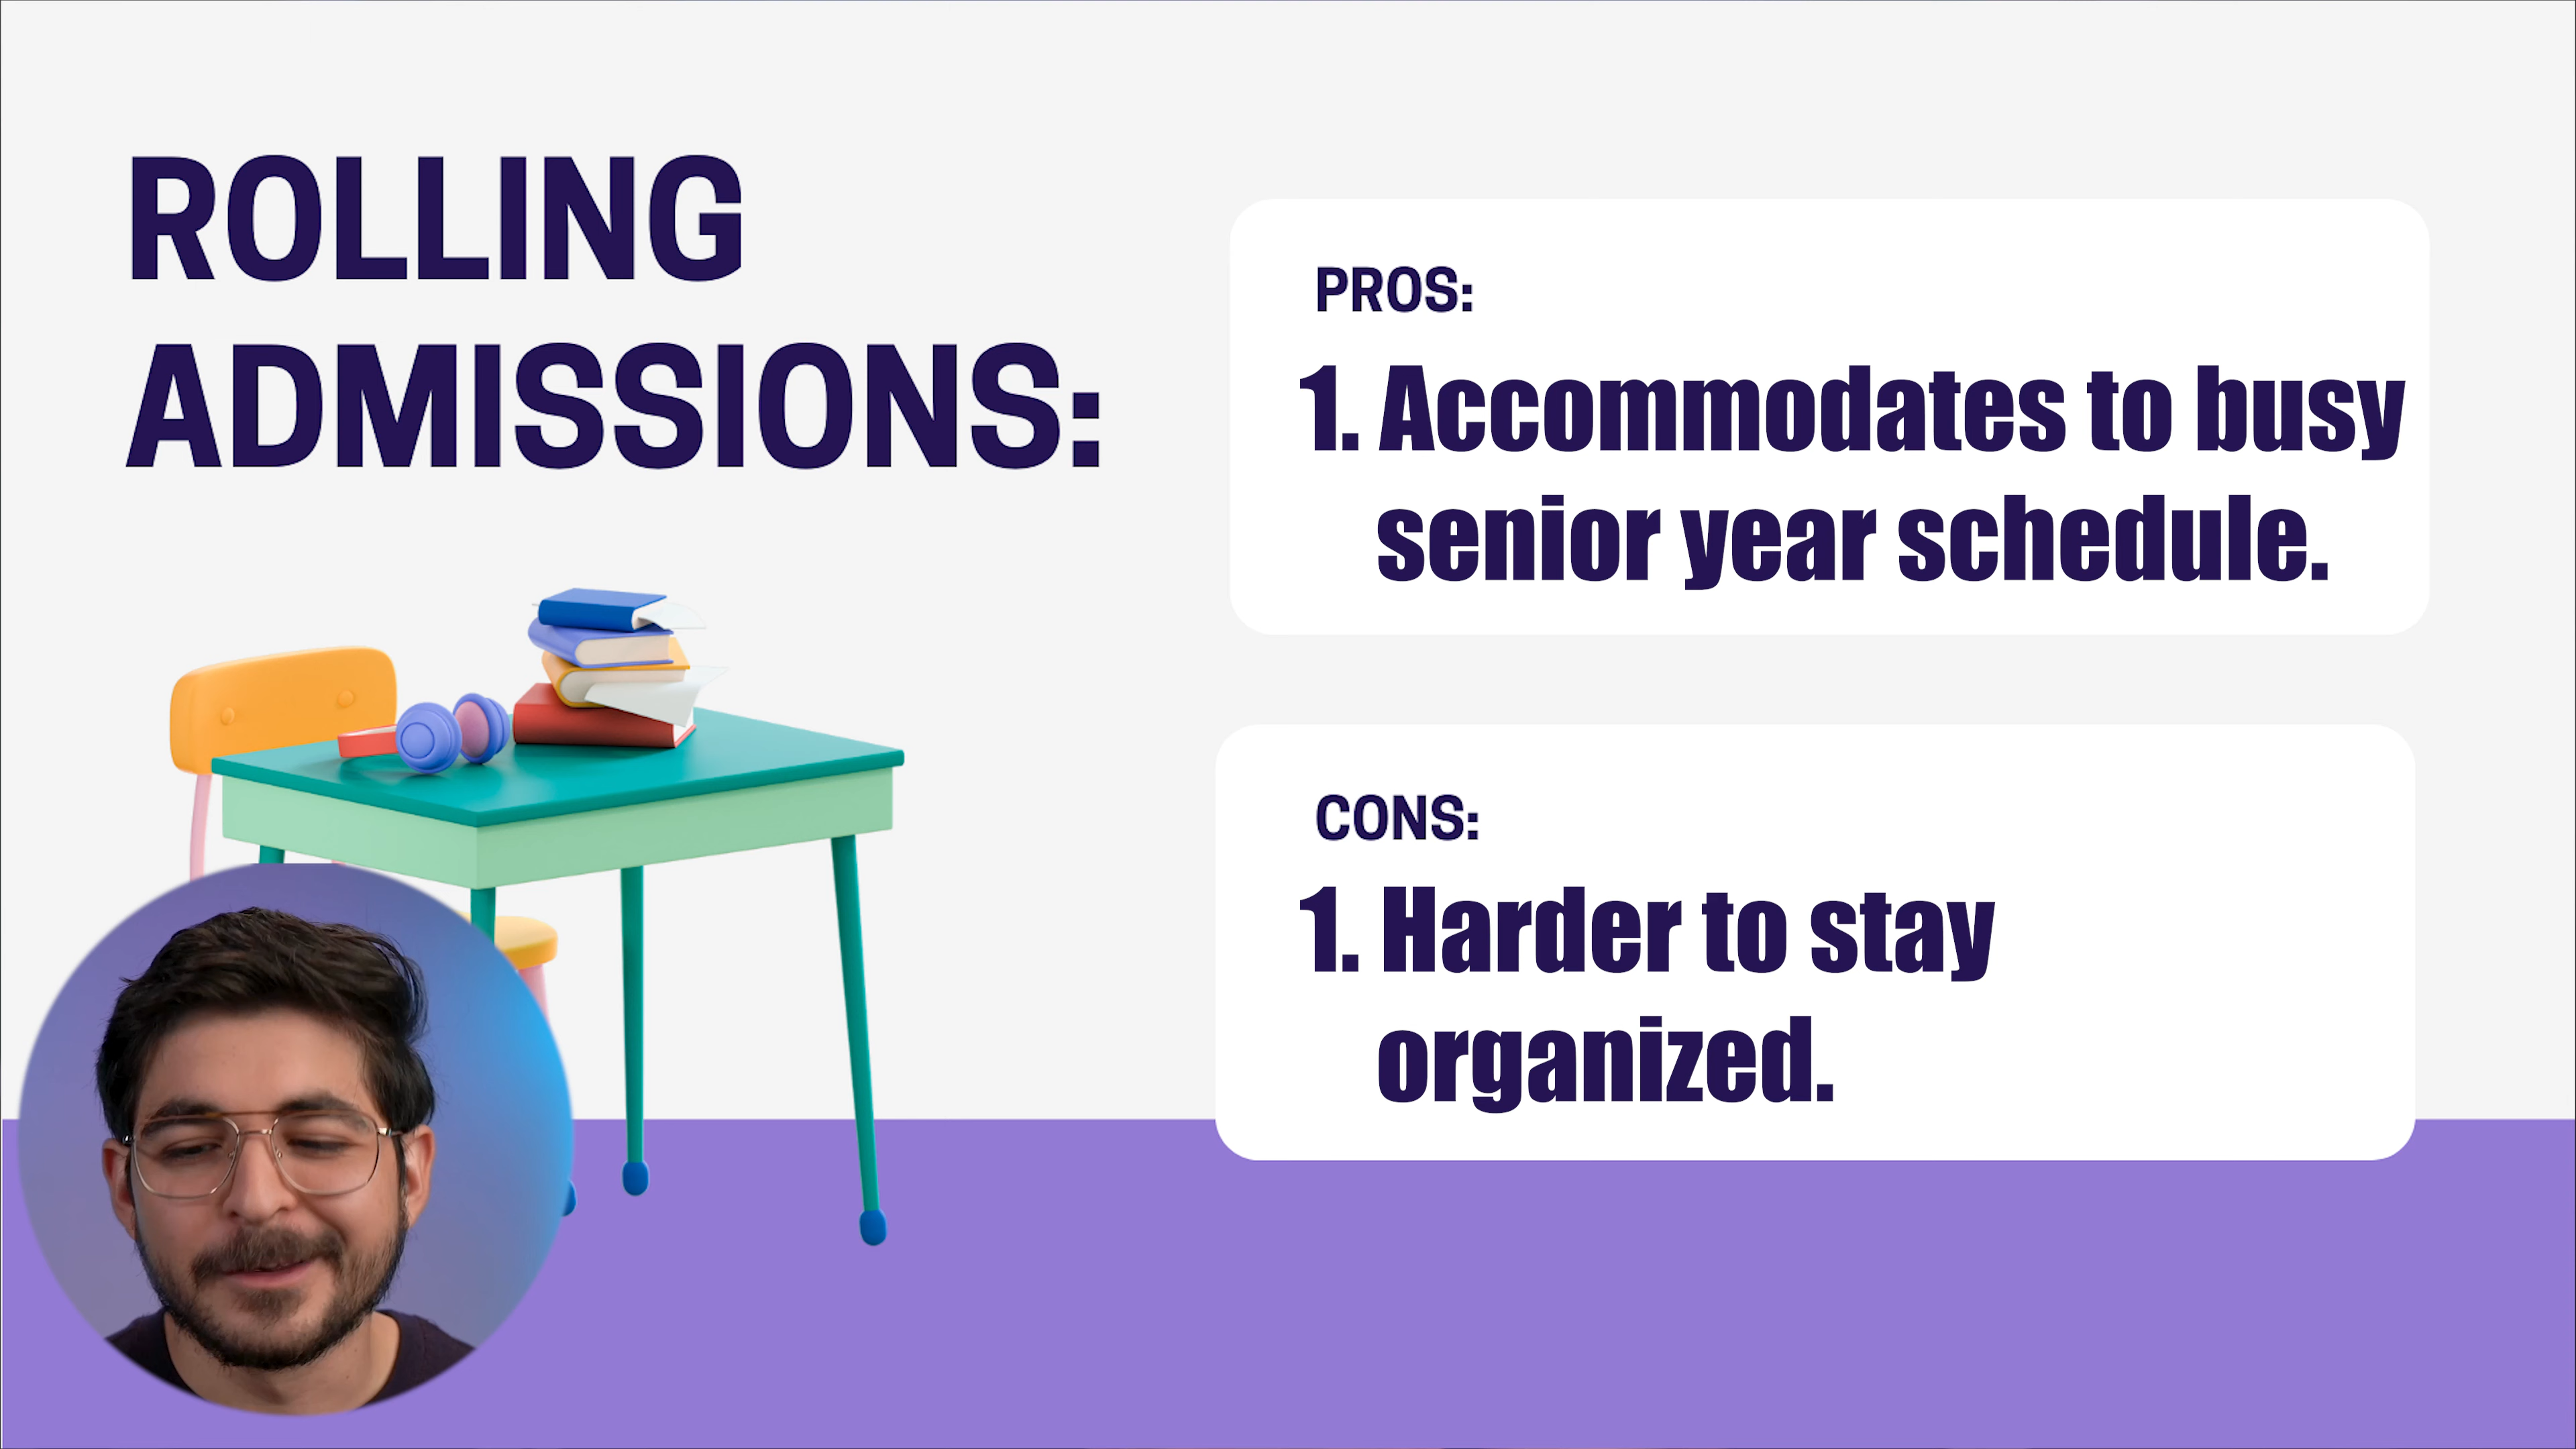 ROLLING
ADMISSIONS:
PROS:
1. Accommodates to busy
senior year schedule.
CONS:
1. Harder to stay
organized.